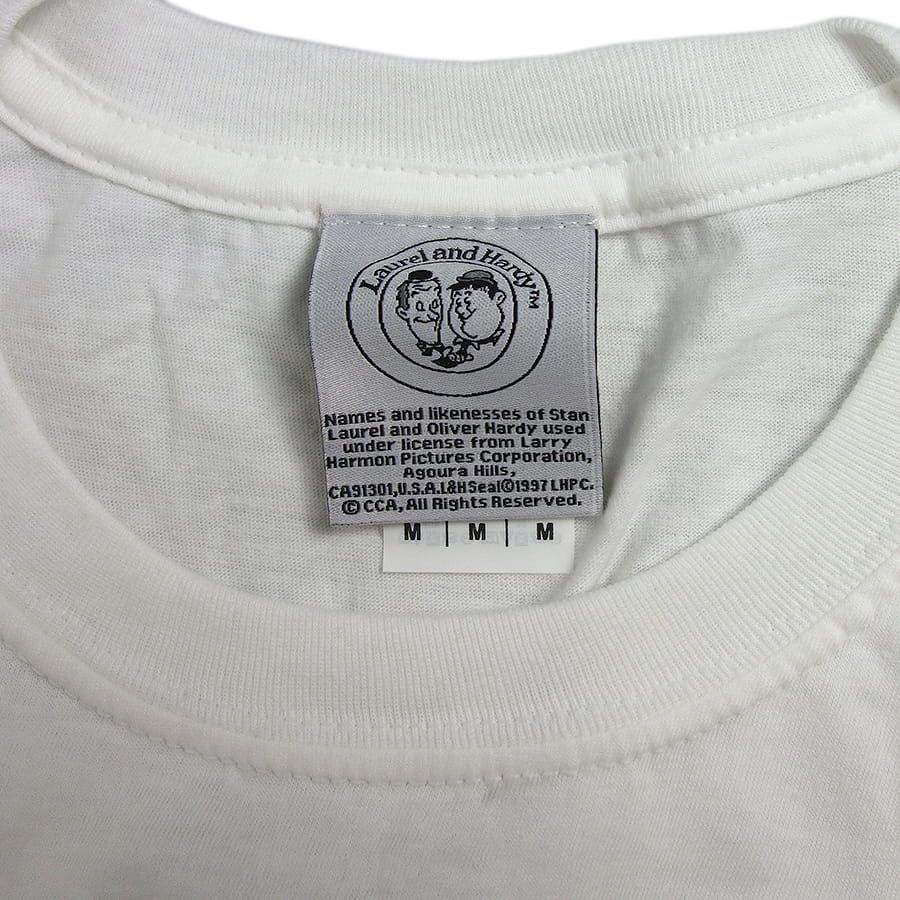 Laurel and Hardy™
Names and likenesses of Stan
Laurel and Oliver Hardy used
under license from Larry
Harmon Pictures Corporation,
Agoura Hills,
CA91301,U.S.A.L&HSeal©1997 LHPC.
©CCA, All Rights Reserved.
M | M | M